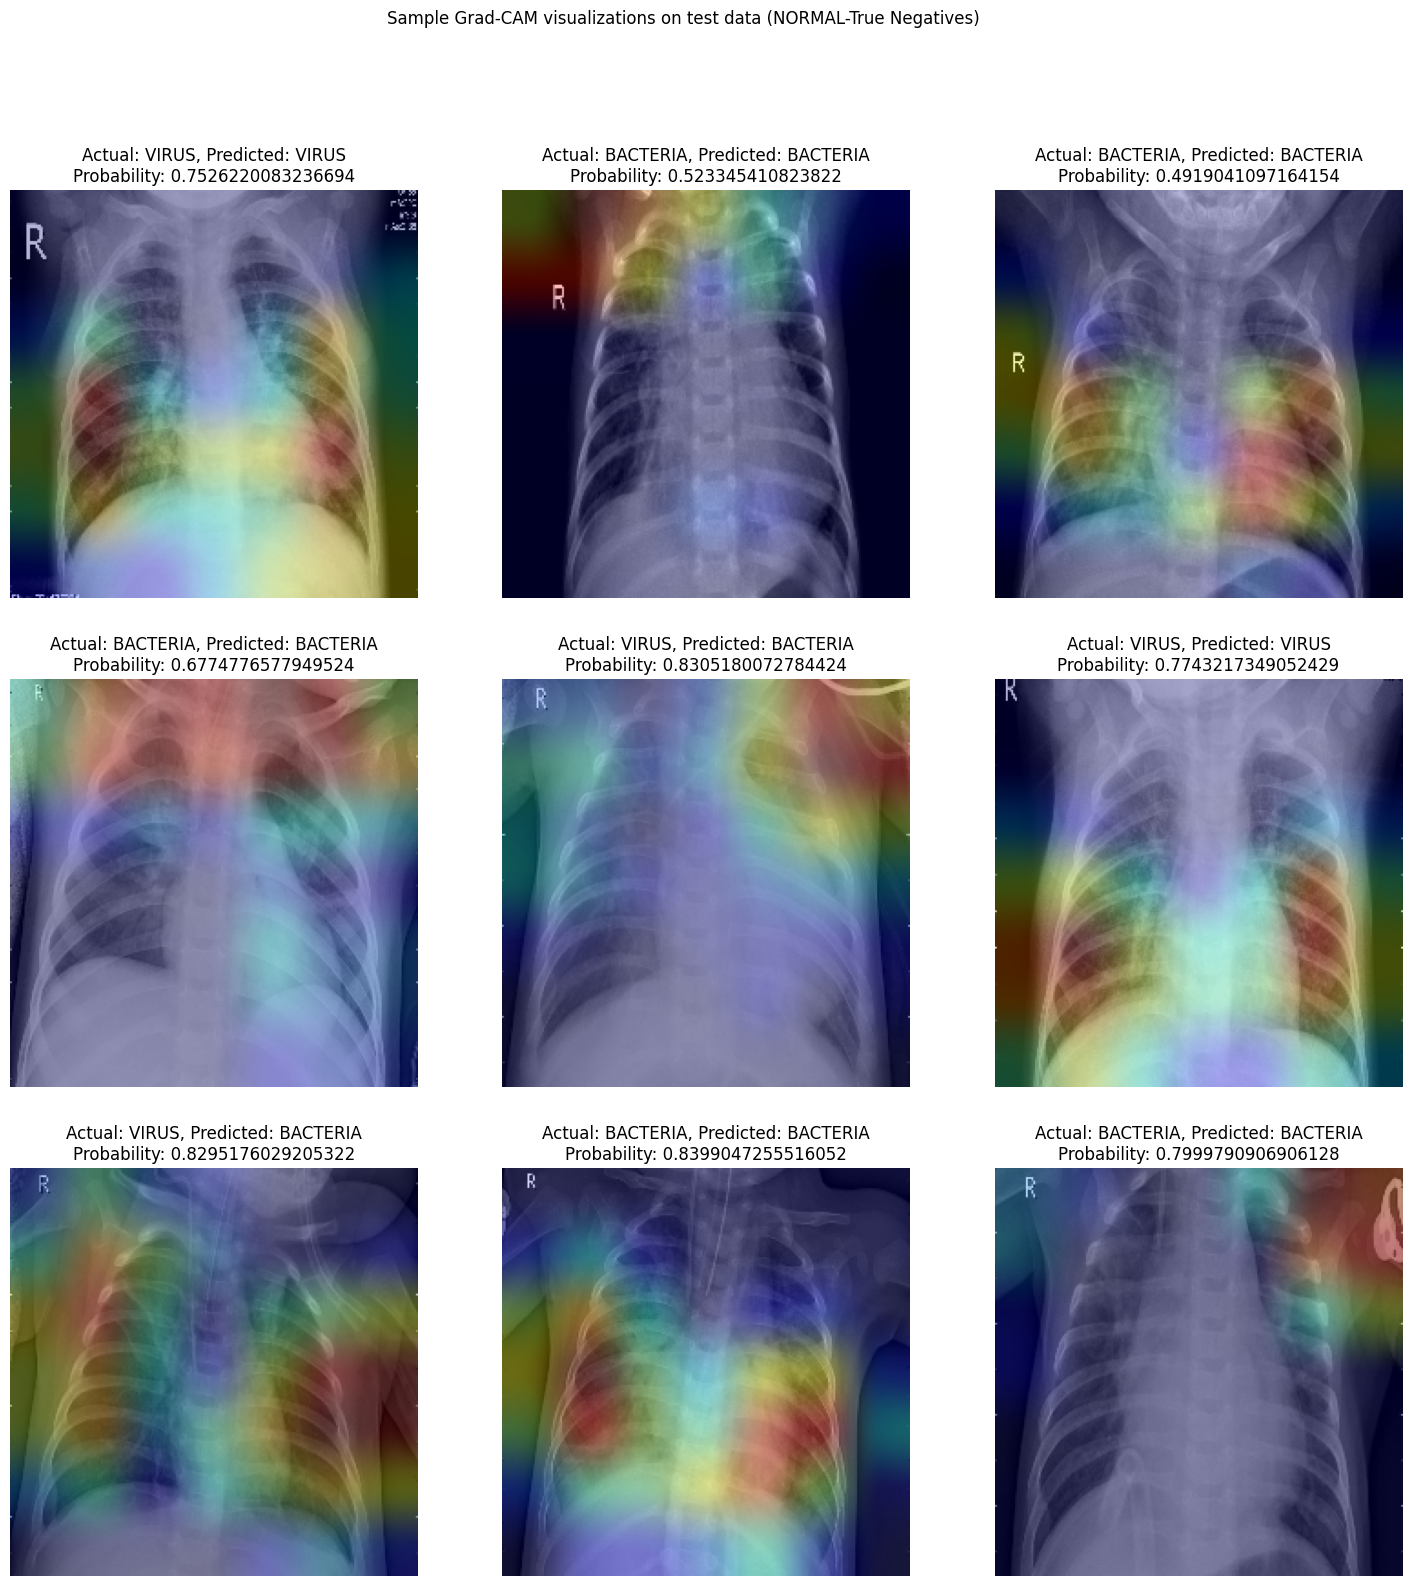 Sample Grad-CAM visualizations on test data (NORMAL-True Negatives)
Actual: VIRUS, Predicted: VIRUS
Probability: 0.7526220083236694
Actual: BACTERIA, Predicted: BACTERIA
Probability: 0.523345410823822
Actual: BACTERIA, Predicted: BACTERIA
Probability: 0.4919041097164154
R
R
R
Actual: BACTERIA, Predicted: BACTERIA
Probability: 0.6774776577949524
Actual: VIRUS, Predicted: BACTERIA
Probability: 0.8305180072784424
Actual: VIRUS, Predicted: VIRUS
Probability: 0.7743217349052429
R
R
R
Actual: VIRUS, Predicted: BACTERIA
Probability: 0.8295176029205322
Actual: BACTERIA, Predicted: BACTERIA
Probability: 0.8399047255516052
Actual: BACTERIA, Predicted: BACTERIA
Probability: 0.7999790906906128
R
R
R